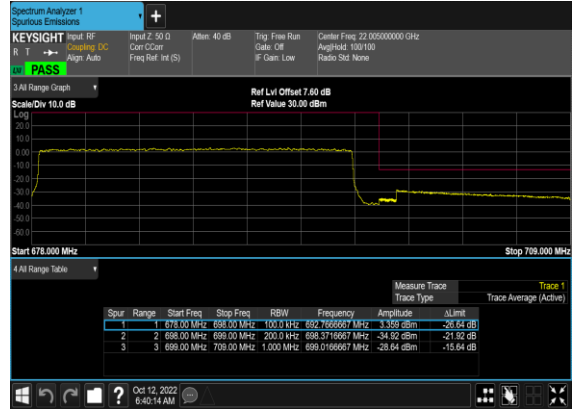 Spectrum Analyzer 1
Spurious Emissions
KEYSIGHT Input: RF Input Z: 50 Ω Atten: 40 dB Trig: Free Run Center Freq: 22.005000000 GHz
R T Coupling: DC Corr CCorr Gate: Off Avg|Hold: 100/100
Align: Auto Freq Ref: Int (S) IF Gain: Low Radio Std: None
PASS
3 All Range Graph
Ref Lvl Offset 7.60 dB
Scale/Div 10.0 dB Ref Value 30.00 dBm
Log
20.0
10.0
0.00
-10.0
-20.0
-30.0
-40.0
-50.0
-60.0
Start 678.000 MHz Stop 709.000 MHz
4 All Range Table
Measure Trace Trace 1
Trace Type Trace Average (Active)
Spur Range Start Freq Stop Freq RBW Frequency Amplitude ΔLimit
1 1 678.00 MHz 698.00 MHz 100.0 kHz 692.7666667 MHz 3.359 dBm -26.64 dB
2 2 698.00 MHz 699.00 MHz 200.0 kHz 698.3716667 MHz -34.92 dBm -21.92 dB
3 3 699.00 MHz 709.00 MHz 1.000 MHz 699.0166667 MHz -28.64 dBm -15.64 dB
? Oct 12, 2022
6:40:14 AM